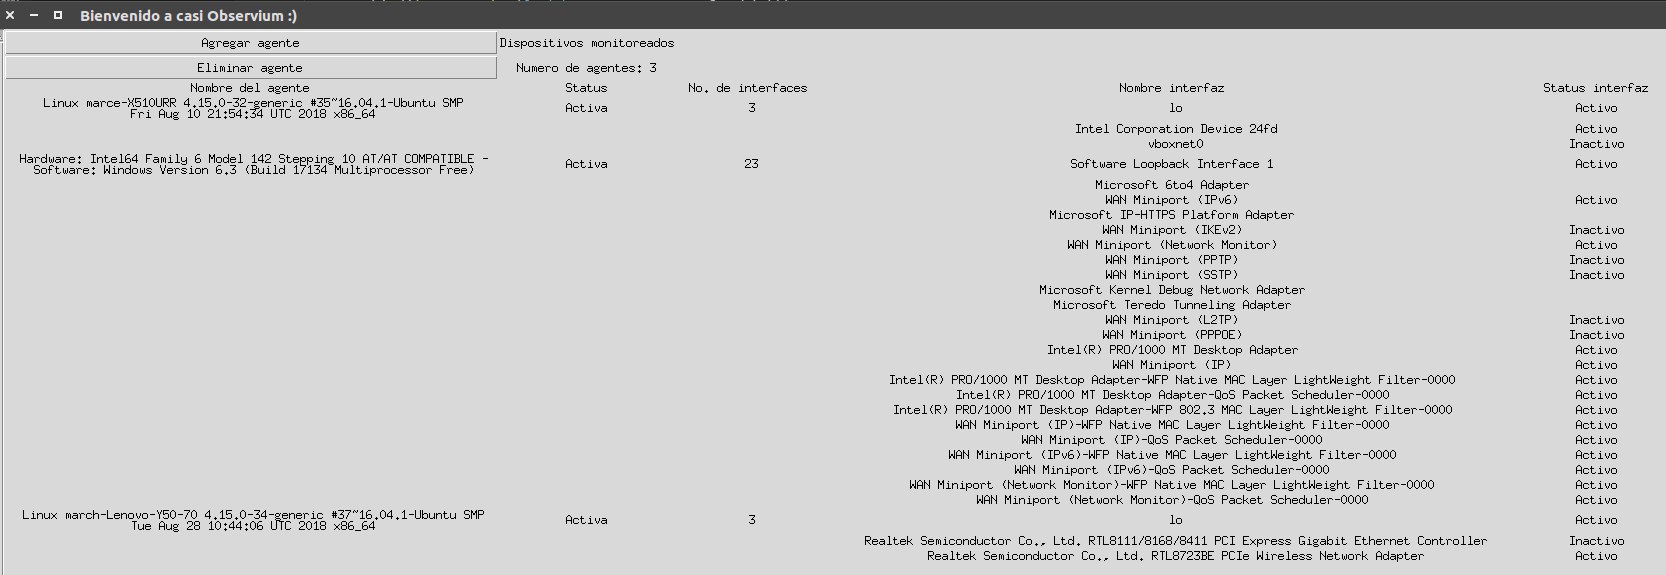 Bienvenido a casi Observium :)
Agregar agente Dispositivos monitoreados
Eliminar agente Numero de agentes: 3
Nombre del agente Status No. de interfaces Nombre interfaz Status interfaz
Linux marce-X510URR 4.15.0-32-generic #35~16.04.1-Ubuntu SMP
Fri Aug 10 21:54:34 UTC 2018 x86_64 Activa 3 lo Activo
Intel Corporation Device 24fd Activo
vboxnet0 Inactivo
Hardware: Intel64 Family 6 Model 142 Stepping 10 AT/AT COMPATIBLE -
Software: Windows Version 6.3 (Build 17134 Multiprocessor Free) Activa 23 Software Loopback Interface 1 Activo
Microsoft 6to4 Adapter
WAN Miniport (IPv6) Activo
Microsoft IP-HTTPS Platform Adapter
WAN Miniport (IKEv2) Inactivo
WAN Miniport (Network Monitor) Activo
WAN Miniport (PPTP) Inactivo
WAN Miniport (SSTP) Inactivo
Microsoft Kernel Debug Network Adapter
Microsoft Teredo Tunneling Adapter
WAN Miniport (L2TP) Inactivo
WAN Miniport (PPPOE) Inactivo
Intel(R) PRO/1000 MT Desktop Adapter Activo
WAN Miniport (IP) Activo
Intel(R) PRO/1000 MT Desktop Adapter-WFP Native MAC Layer LightWeight Filter-0000 Activo
Intel(R) PRO/1000 MT Desktop Adapter-QoS Packet Scheduler-0000 Activo
Intel(R) PRO/1000 MT Desktop Adapter-WFP 802.3 MAC Layer LightWeight Filter-0000 Activo
WAN Miniport (IP)-WFP Native MAC Layer LightWeight Filter-0000 Activo
WAN Miniport (IP)-QoS Packet Scheduler-0000 Activo
WAN Miniport (IPv6)-WFP Native MAC Layer LightWeight Filter-0000 Activo
WAN Miniport (IPv6)-QoS Packet Scheduler-0000 Activo
WAN Miniport (Network Monitor)-WFP Native MAC Layer LightWeight Filter-0000 Activo
WAN Miniport (Network Monitor)-QoS Packet Scheduler-0000 Activo
Linux march-Lenovo-Y50-70 4.15.0-34-generic #37~16.04.1-Ubuntu SMP
Tue Aug 28 10:44:06 UTC 2018 x86_64 Activa 3 lo Activo
Realtek Semiconductor Co., Ltd. RTL8111/8168/8411 PCI Express Gigabit Ethernet Controller Inactivo
Realtek Semiconductor Co., Ltd. RTL8723BE PCIe Wireless Network Adapter Activo